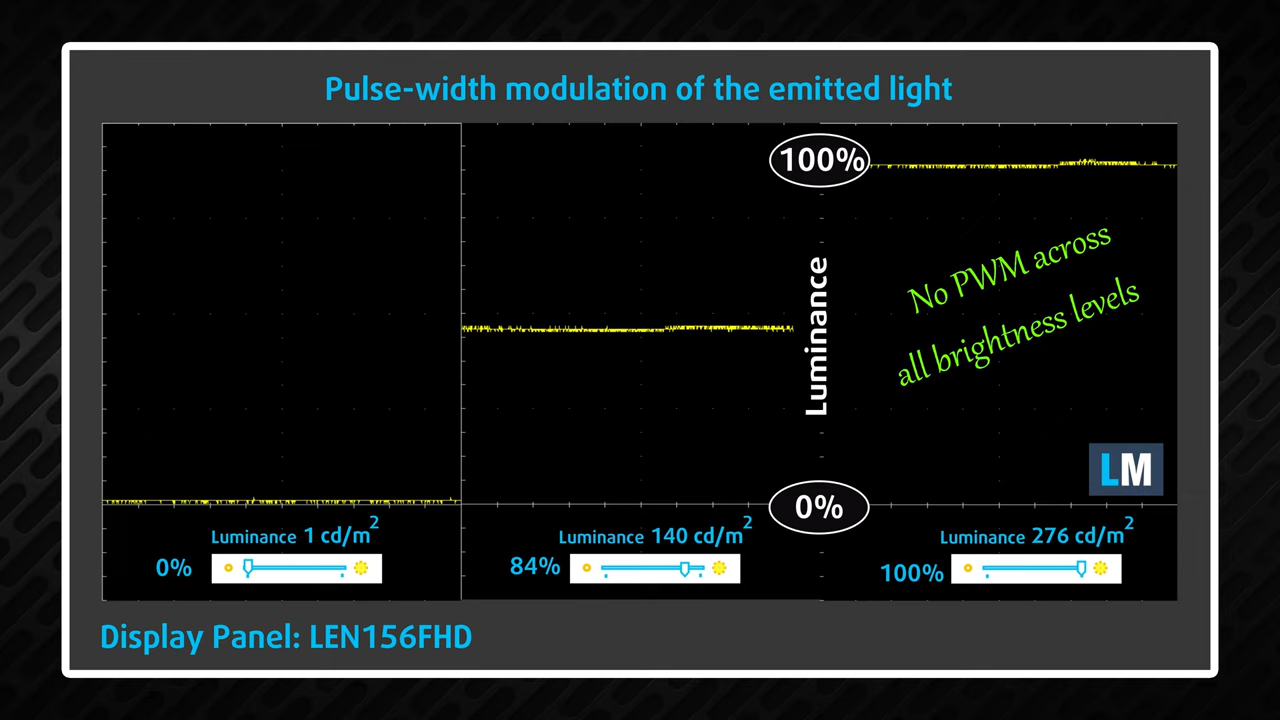 Pulse-width modulation of the emitted light
100%
Luminance
No PWM across
all brightness levels
LM
0%
Luminance 1 cd/m²
0%
Luminance 140 cd/m²
84%
Luminance 276 cd/m²
100%
Display Panel: LEN156FHD